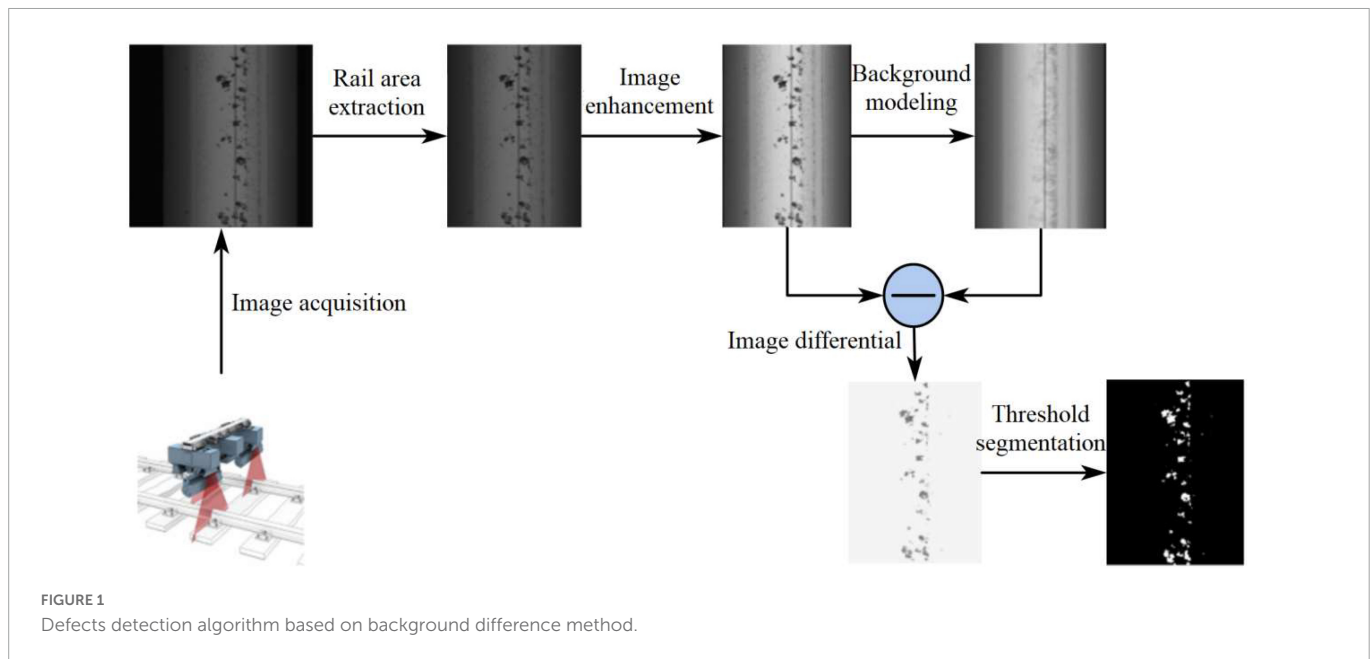 Rail area
extraction
Image
enhancement
Background
modeling
Image acquisition
Image differential
Threshold
segmentation
FIGURE 1
Defects detection algorithm based on background difference method.